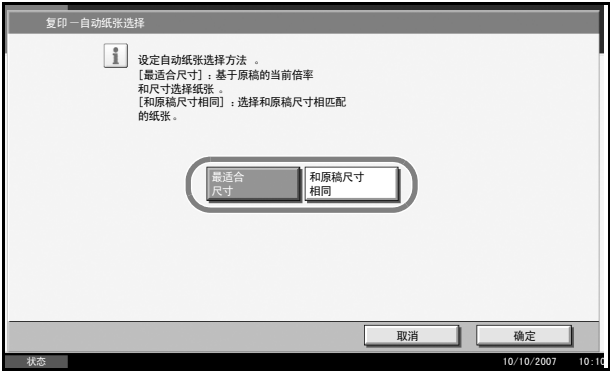 复印－自动纸张选择
设定自动纸张选择方法 。
[最适合尺寸]：基于原稿的当前倍率
和尺寸选择纸张 。
[和原稿尺寸相同]：选择和原稿尺寸相匹配
的纸张。
最适合
尺寸
和原稿尺寸
相同
取消
确定
状态
10/10/2007 10:10